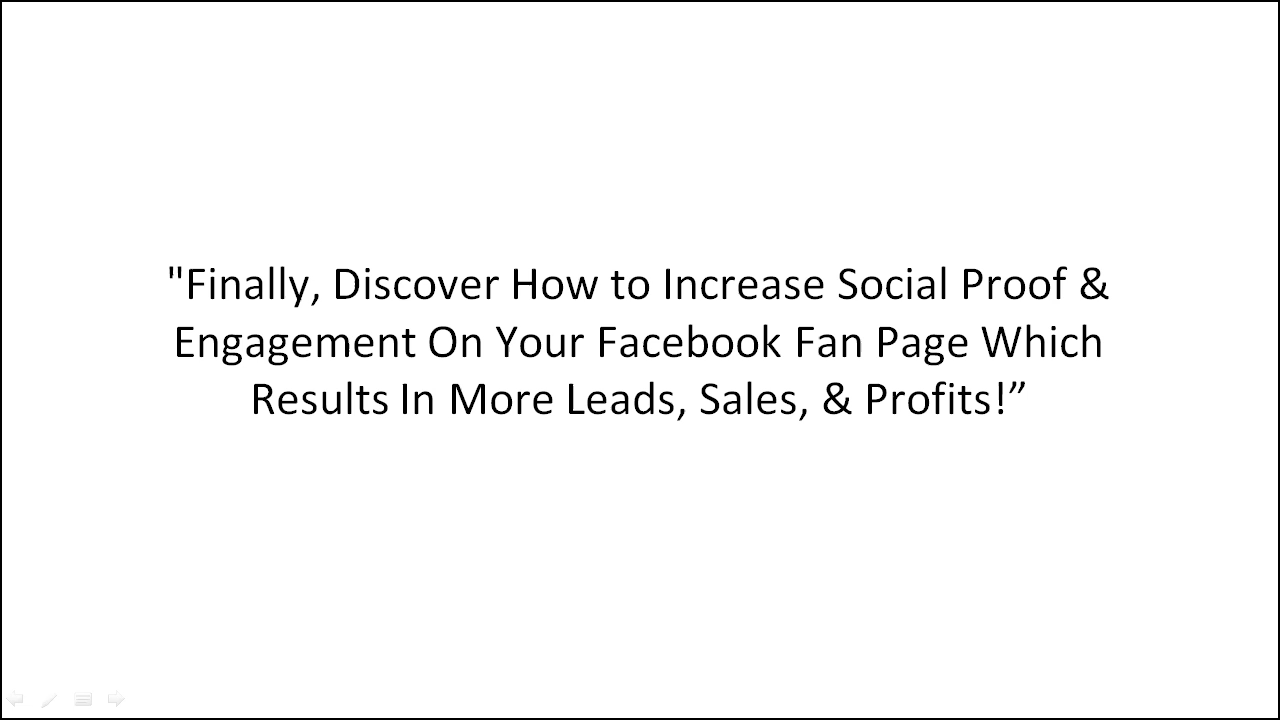 "Finally, Discover How to Increase Social Proof &
Engagement On Your Facebook Fan Page Which
Results In More Leads, Sales, & Profits!”